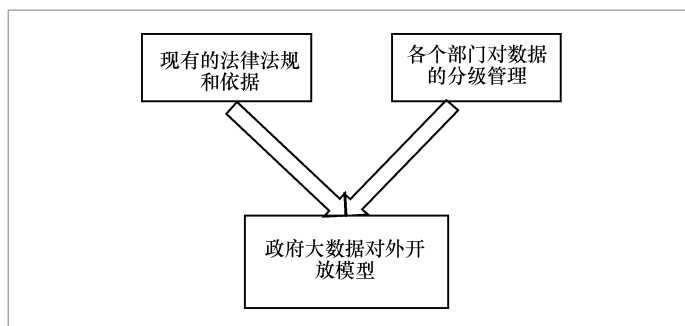 现有的法律法规
和依据
各个部门对数据
的分级管理
政府大数据对外开
放模型